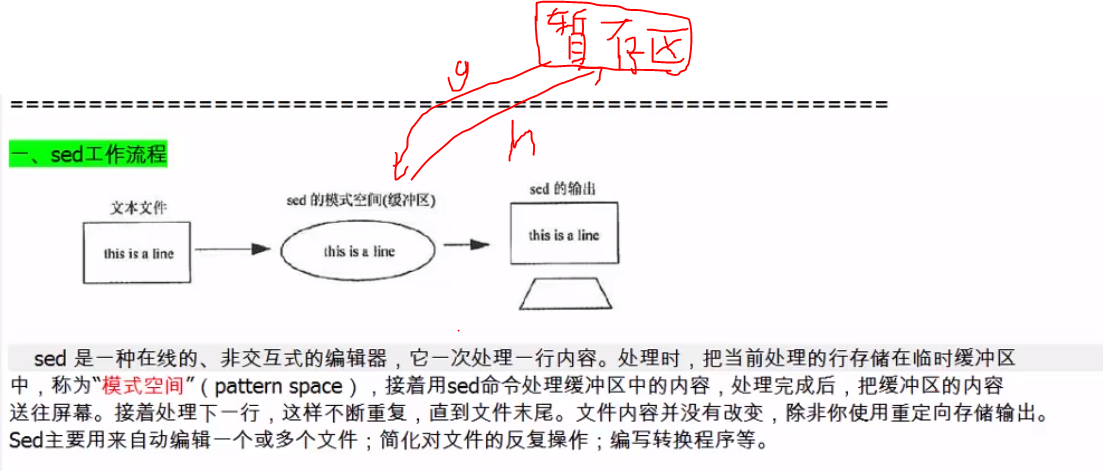 暂存区
g
h
==========================================================
一、sed工作流程
sed 的输出
sed 的模式空间(缓冲区)
文本文件
this is a line
this is a line
this is a line
sed 是一种在线的、非交互式的编辑器，它一次处理一行内容。处理时，把当前处理的行存储在临时缓冲区
中，称为“模式空间”（pattern space），接着用sed命令处理缓冲区中的内容，处理完成后，把缓冲区的内容
送往屏幕。接着处理下一行，这样不断重复，直到文件末尾。文件内容并没有改变，除非你使用重定向存储输出。
Sed主要用来自动编辑一个或多个文件；简化对文件的反复操作；编写转换程序等。